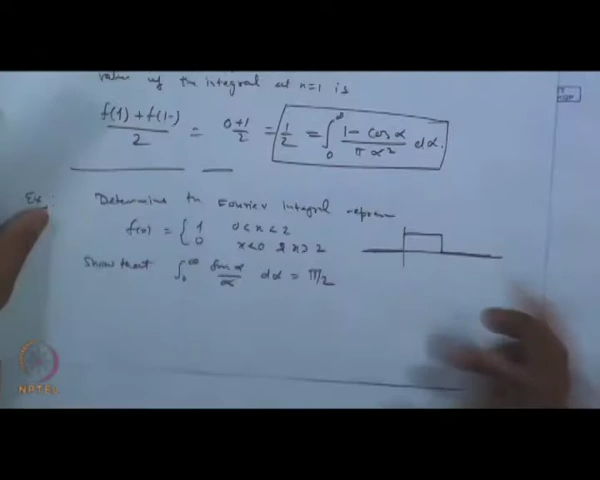 value of the integral at x=1 is
f(1) + f(1-) / 2 = 0+1 / 2 = 1/2 = ∫₀^∞ 1 - cos α / π α² dα.
Ex:
Determine the Fourier integral represen
f(x) = { 1 0<x<2
0 x<0 & x>2
Show that ∫₀^∞ Sin α / α dα = π/2
NPTEL